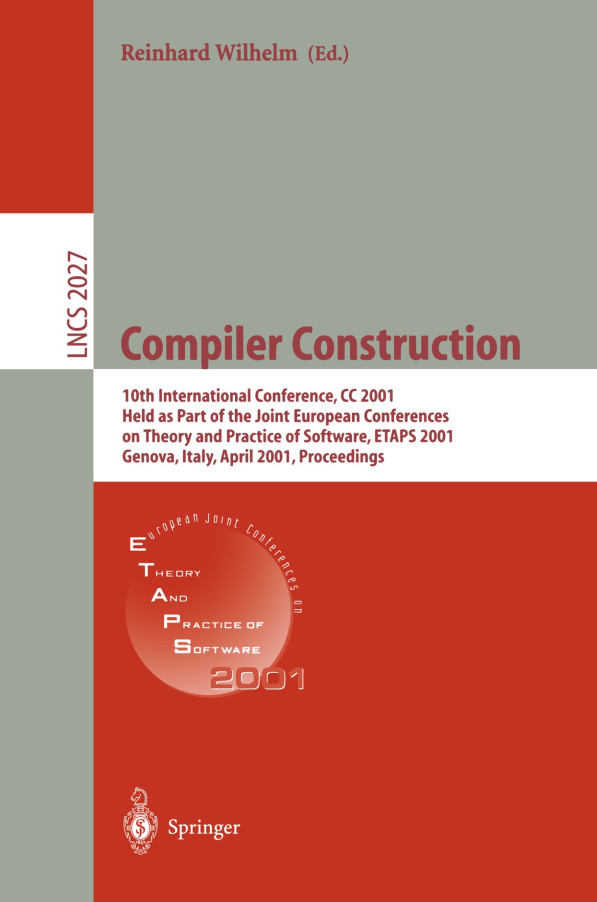 Reinhard Wilhelm (Ed.)
LNCS 2027
Compiler Construction
10th International Conference, CC 2001
Held as Part of the Joint European Conferences
on Theory and Practice of Software, ETAPS 2001
Genova, Italy, April 2001, Proceedings
European Joint Conferences on
THEORY
AND
PRACTICE OF
SOFTWARE
ETAPS
2001
Springer